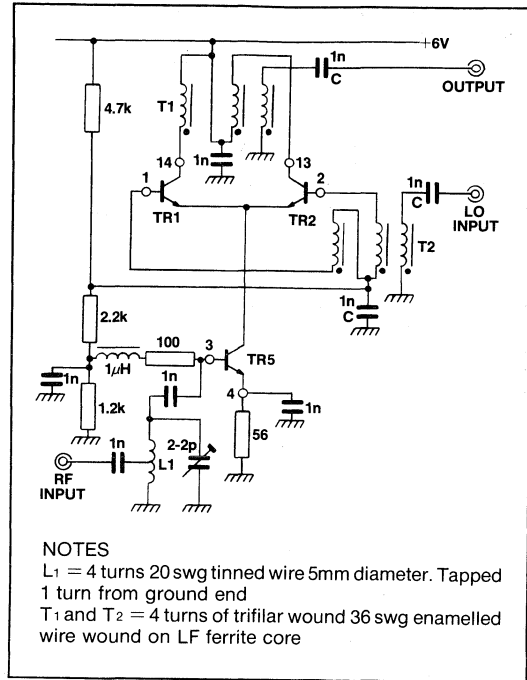 +6V
1n
C
OUTPUT
4.7k
T1
1n
14
13
1
2
1n
C
LO
INPUT
TR1
TR2
T2
2.2k
1n
C
100
3
TR5
1μH
1n
1n
4
1n
1.2k
1n
2-2p
56
L1
RF
INPUT
NOTES
L1 = 4 turns 20 swg tinned wire 5mm diameter. Tapped
1 turn from ground end
T1 and T2 = 4 turns of trifilar wound 36 swg enamelled
wire wound on LF ferrite core